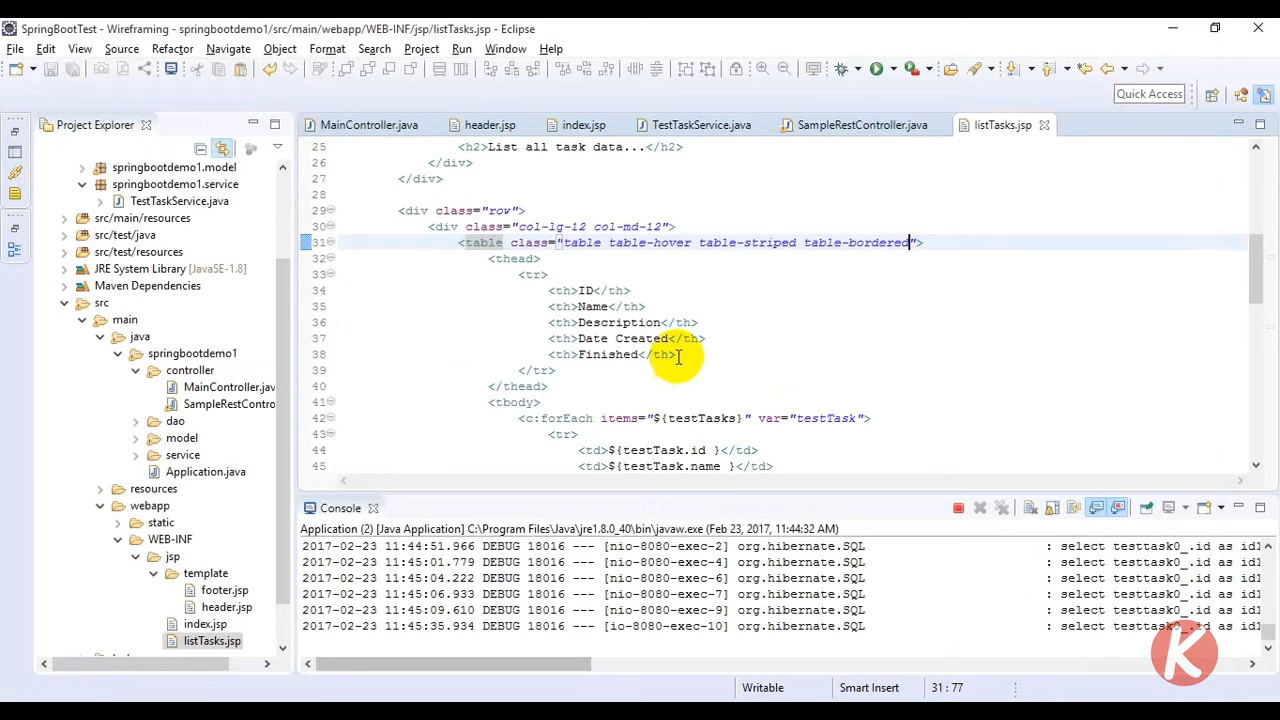 SpringBootTest - Wireframing - springbootdemo1/src/main/webapp/WEB-INF/jsp/listTasks.jsp - Eclipse
File Edit Source Refactor Navigate Object Format Search Project Run Window Help
Quick Access
Project Explorer
springbootdemo1.model
springbootdemo1.service
TestTaskService.java
src/main/resources
src/test/java
src/test/resources
JRE System Library [JavaSE-1.8]
Maven Dependencies
src
main
java
springbootdemo1
controller
MainController.jav
SampleRestContro
dao
model
service
Application.java
resources
webapp
static
WEB-INF
jsp
template
footer.jsp
header.jsp
index.jsp
listTasks.jsp
MainController.java header.jsp index.jsp TestTaskService.java SampleRestController.java listTasks.jsp
25 <h2>List all task data...</h2>
26 </div>
27 </div>
28
29 <div class="row">
30 <div class="col-lg-12 col-md-12">
31 <table class="table table-hover table-striped table-bordered">
32 <thead>
33 <tr>
34 <th>ID</th>
35 <th>Name</th>
36 <th>Description</th>
37 <th>Date Created</th>
38 <th>Finished</th>
39 </tr>
40 </thead>
41 <tbody>
42 <c:forEach items="${testTasks}" var="testTask">
43 <tr>
44 <td>${testTask.id }</td>
45 <td>${testTask.name }</td>
Console
Application (2) [Java Application] C:\Program Files\Java\jre1.8.0_40\bin\javaw.exe (Feb 23, 2017, 11:44:32 AM)
2017-02-23 11:44:51.966 DEBUG 18016 --- [nio-8080-exec-2] org.hibernate.SQL : select testtask0_.id as id1
2017-02-23 11:45:01.779 DEBUG 18016 --- [nio-8080-exec-4] org.hibernate.SQL : select testtask0_.id as id1
2017-02-23 11:45:04.222 DEBUG 18016 --- [nio-8080-exec-6] org.hibernate.SQL : select testtask0_.id as id1
2017-02-23 11:45:06.933 DEBUG 18016 --- [nio-8080-exec-7] org.hibernate.SQL : select testtask0_.id as id1
2017-02-23 11:45:09.610 DEBUG 18016 --- [nio-8080-exec-9] org.hibernate.SQL : select testtask0_.id as id1
2017-02-23 11:45:35.934 DEBUG 18016 --- [io-8080-exec-10] org.hibernate.SQL : select testtask0_.id as id1
K
Writable Smart Insert 31 : 77